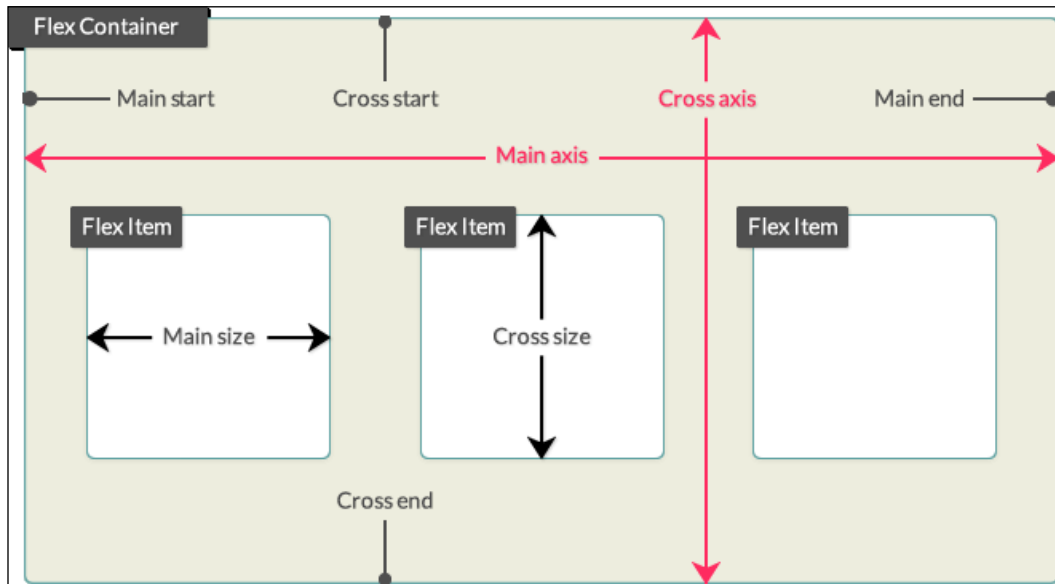 Flex Container
Main start
Cross start
Cross axis
Main end
Main axis
Flex Item
Flex Item
Flex Item
Main size
Cross size
Cross end